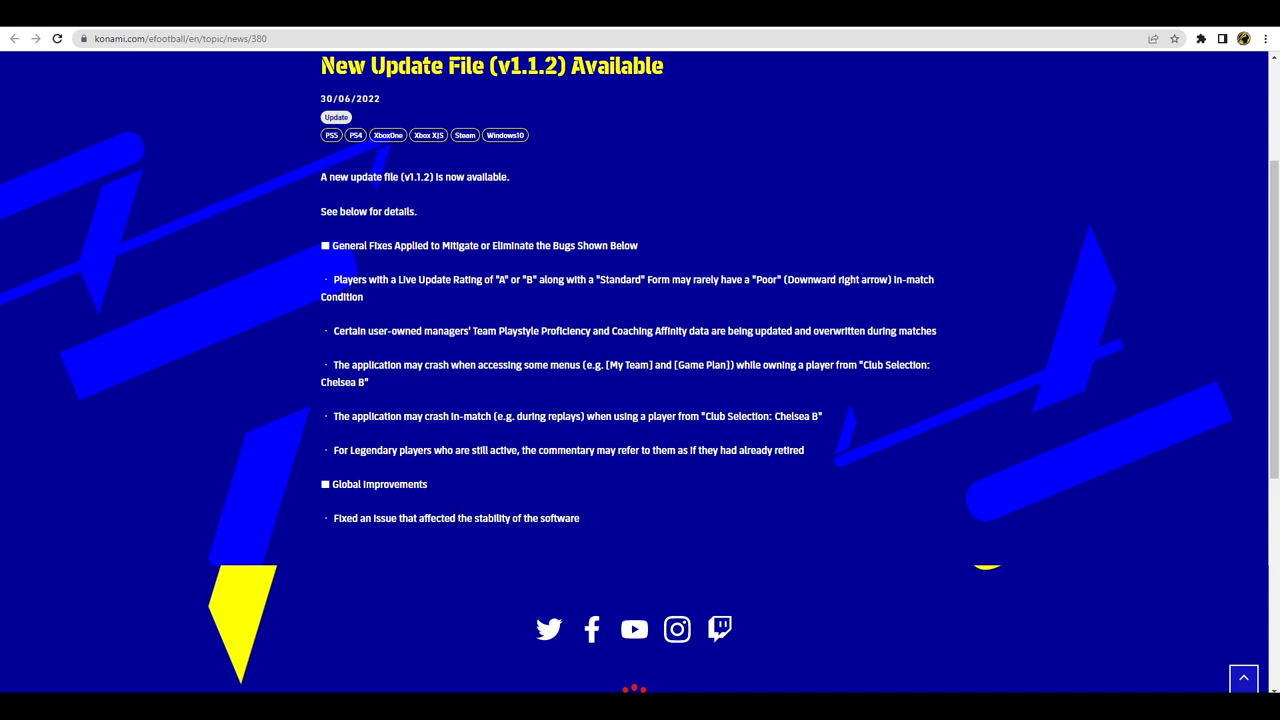 konami.com/efootball/en/topic/news/380
New Update File (v1.1.2) Available
30/06/2022
Update
PS5 PS4 XboxOne Xbox X|S Steam Windows10
A new update file (v1.1.2) is now available.
See below for details.
■ General Fixes Applied to Mitigate or Eliminate the Bugs Shown Below
・ Players with a Live Update Rating of "A" or "B" along with a "Standard" Form may rarely have a "Poor" (Downward right arrow) in-match
Condition
・ Certain user-owned managers' Team Playstyle Proficiency and Coaching Affinity data are being updated and overwritten during matches
・ The application may crash when accessing some menus (e.g. [My Team] and [Game Plan]) while owning a player from "Club Selection:
Chelsea B"
・ The application may crash in-match (e.g. during replays) when using a player from "Club Selection: Chelsea B"
・ For Legendary players who are still active, the commentary may refer to them as if they had already retired
■ Global Improvements
・ Fixed an issue that affected the stability of the software